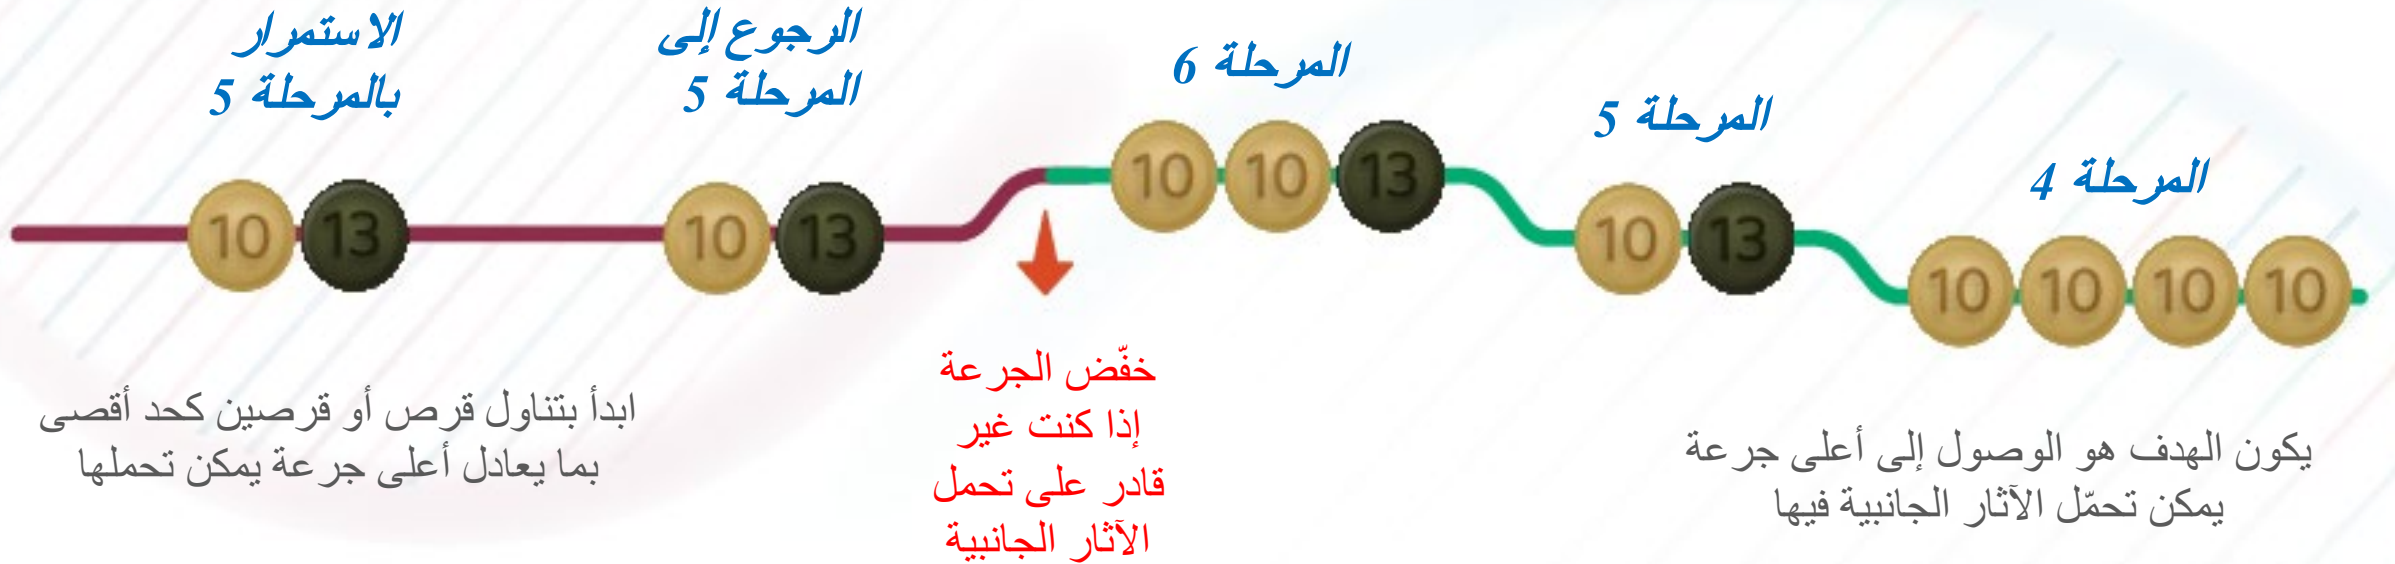 المرحلة 4
10 10 10 10
المرحلة 5
10 13
المرحلة 6
10 10 13
الرجوع إلى
المرحلة 5
10 13
الاستمرار
بالمرحلة 5
10 13
يكون الهدف هو الوصول إلى أعلى جرعة
يمكن تحمّل الآثار الجانبية فيها
خفّض الجرعة
إذا كنت غير
قادر على تحمل
الآثار الجانبية
ابدأ بتناول قرص أو قرصين كحد أقصى
بما يعادل أعلى جرعة يمكن تحملها